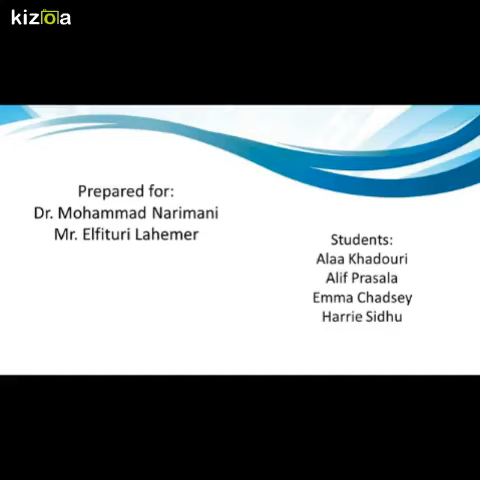 kizoa
Prepared for:
Dr. Mohammad Narimani
Mr. Elfituri Lahemer
Students:
Alaa Khadouri
Alif Prasala
Emma Chadsey
Harrie Sidhu